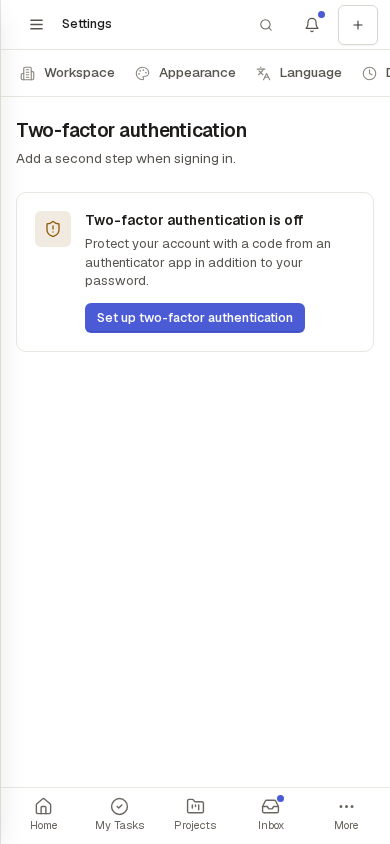 Settings
Workspace
Appearance
Language
Two-factor authentication
Add a second step when signing in.
Two-factor authentication is off
Protect your account with a code from an
authenticator app in addition to your
password.
Set up two-factor authentication
Home
My Tasks
Projects
Inbox
More